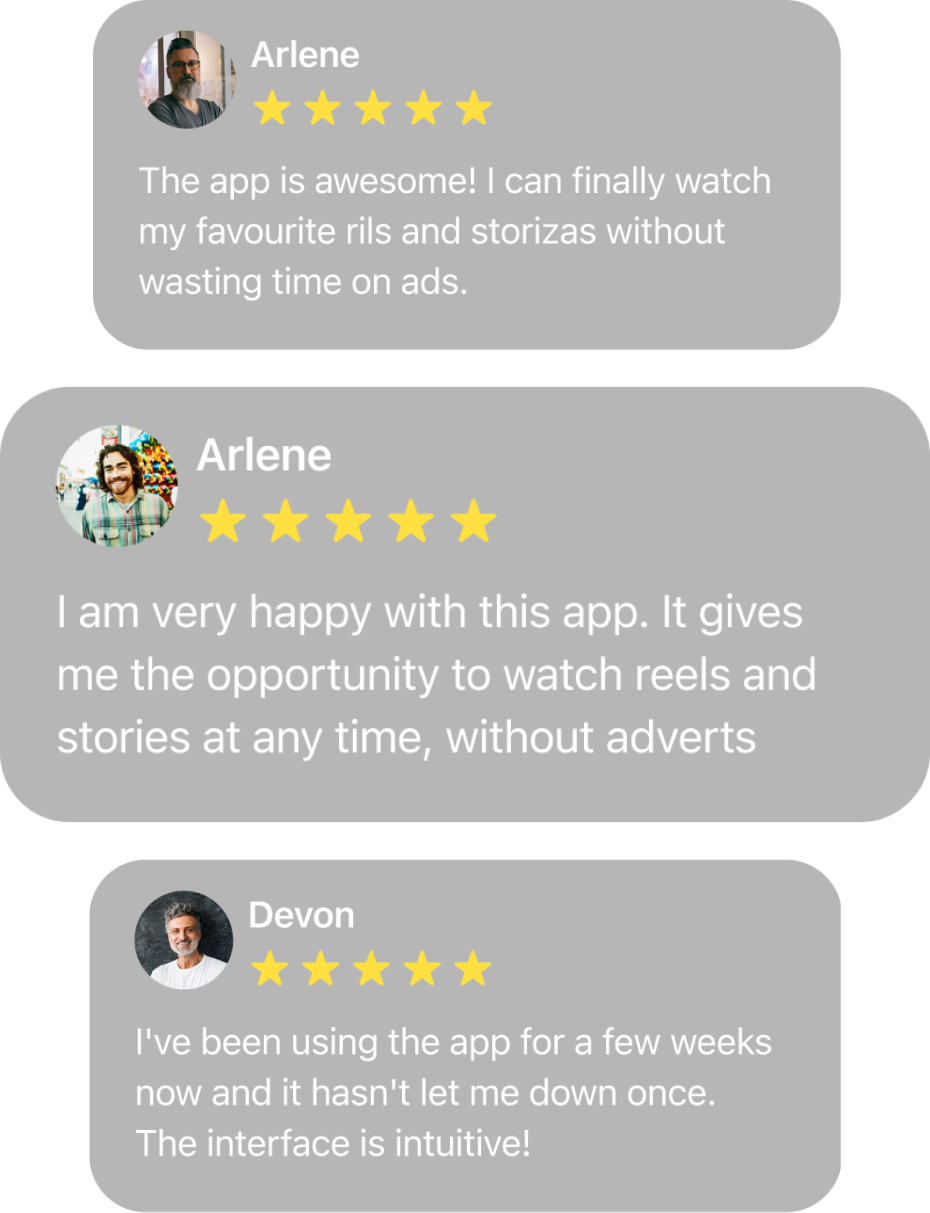 Arlene
The app is awesome! I can finally watch
my favourite rils and storizas without
wasting time on ads.
Arlene
I am very happy with this app. It gives
me the opportunity to watch reels and
stories at any time, without adverts
Devon
I've been using the app for a few weeks
now and it hasn't let me down once.
The interface is intuitive!